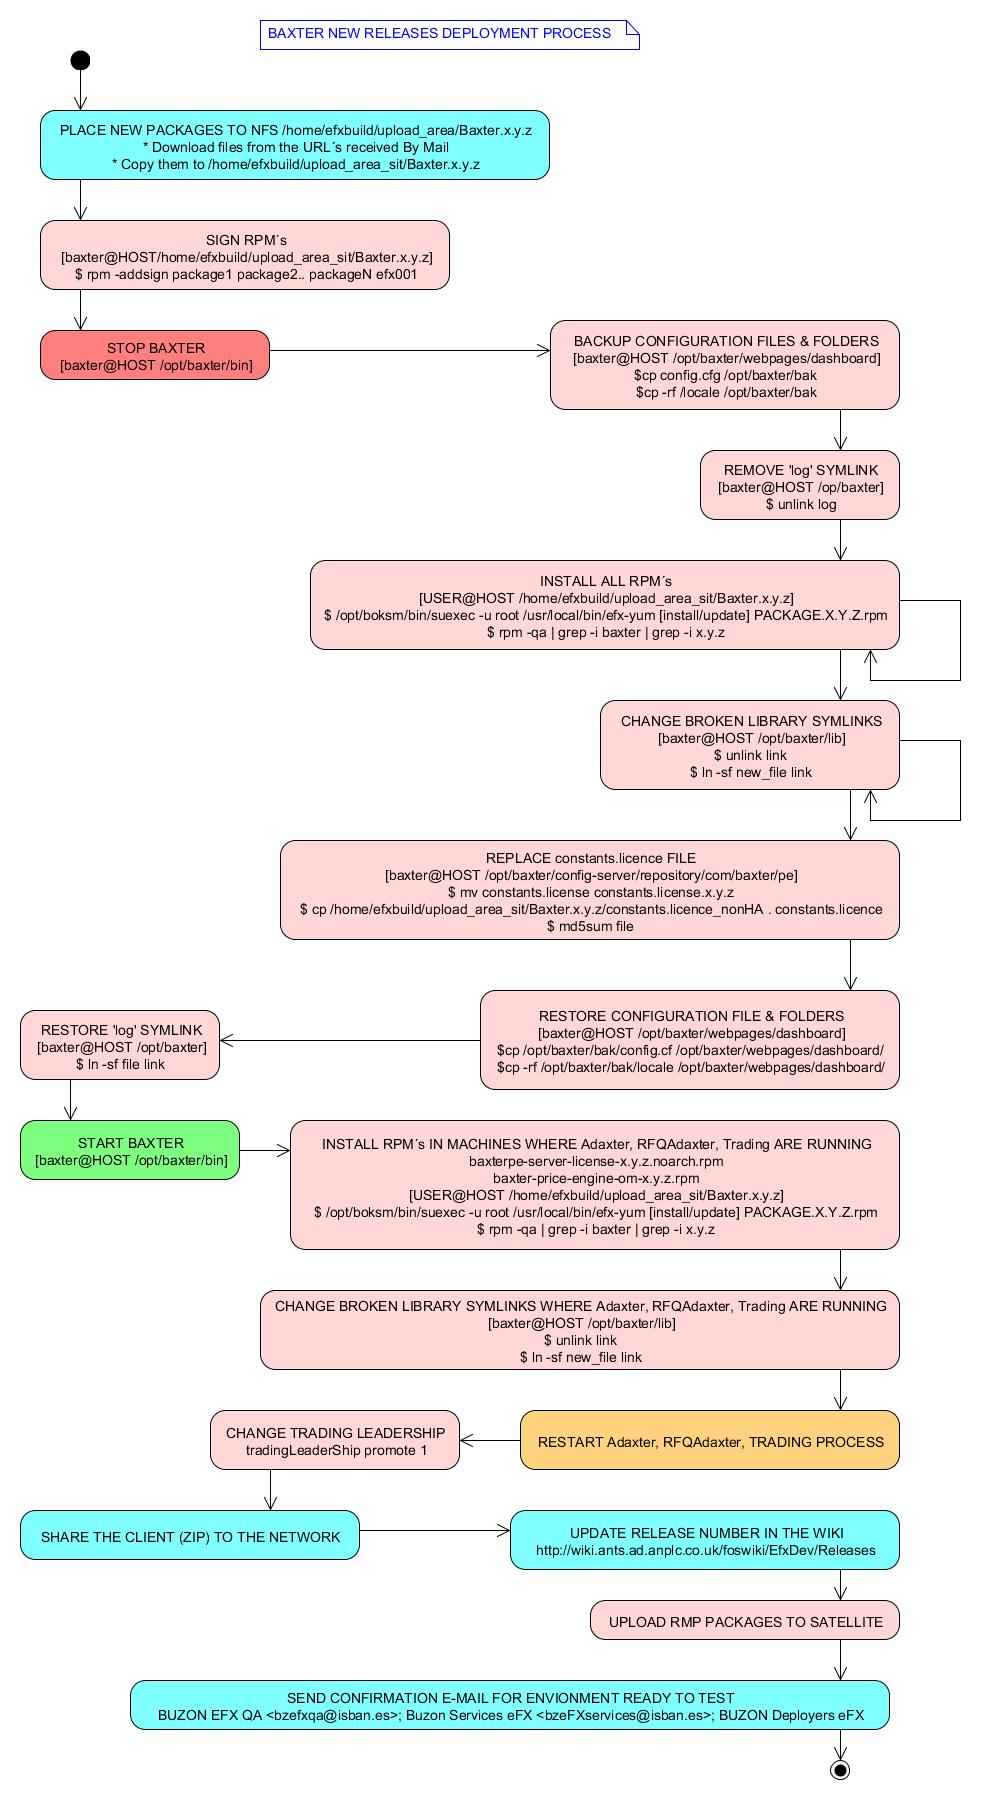 BAXTER NEW RELEASES DEPLOYMENT PROCESS
PLACE NEW PACKAGES TO NFS /home/efxbuild/upload_area/Baxter.x.y.z
* Download files from the URL´s received By Mail
* Copy them to /home/efxbuild/upload_area_sit/Baxter.x.y.z
SIGN RPM´s
[baxter@HOST/home/efxbuild/upload_area_sit/Baxter.x.y.z]
$ rpm -addsign package1 package2.. packageN efx001
STOP BAXTER
[baxter@HOST /opt/baxter/bin]
BACKUP CONFIGURATION FILES & FOLDERS
[baxter@HOST /opt/baxter/webpages/dashboard]
$cp config.cfg /opt/baxter/bak
$cp -rf /locale /opt/baxter/bak
REMOVE 'log' SYMLINK
[baxter@HOST /op/baxter]
$ unlink log
INSTALL ALL RPM´s
[USER@HOST /home/efxbuild/upload_area_sit/Baxter.x.y.z]
$ /opt/boksm/bin/suexec -u root /usr/local/bin/efx-yum [install/update] PACKAGE.X.Y.Z.rpm
$ rpm -qa | grep -i baxter | grep -i x.y.z
CHANGE BROKEN LIBRARY SYMLINKS
[baxter@HOST /opt/baxter/lib]
$ unlink link
$ ln -sf new_file link
REPLACE constants.licence FILE
[baxter@HOST /opt/baxter/config-server/repository/com/baxter/pe]
$ mv constants.license constants.license.x.y.z
$ cp /home/efxbuild/upload_area_sit/Baxter.x.y.z/constants.licence_nonHA . constants.licence
$ md5sum file
RESTORE CONFIGURATION FILE & FOLDERS
[baxter@HOST /opt/baxter/webpages/dashboard]
$cp /opt/baxter/bak/config.cf /opt/baxter/webpages/dashboard/
$cp -rf /opt/baxter/bak/locale /opt/baxter/webpages/dashboard/
RESTORE 'log' SYMLINK
[baxter@HOST /opt/baxter]
$ ln -sf file link
START BAXTER
[baxter@HOST /opt/baxter/bin]
INSTALL RPM´s IN MACHINES WHERE Adaxter, RFQAdaxter, Trading ARE RUNNING
baxterpe-server-license-x.y.z.noarch.rpm
baxter-price-engine-om-x.y.z.rpm
[USER@HOST /home/efxbuild/upload_area_sit/Baxter.x.y.z]
$ /opt/boksm/bin/suexec -u root /usr/local/bin/efx-yum [install/update] PACKAGE.X.Y.Z.rpm
$ rpm -qa | grep -i baxter | grep -i x.y.z
CHANGE BROKEN LIBRARY SYMLINKS WHERE Adaxter, RFQAdaxter, Trading ARE RUNNING
[baxter@HOST /opt/baxter/lib]
$ unlink link
$ ln -sf new_file link
RESTART Adaxter, RFQAdaxter, TRADING PROCESS
CHANGE TRADING LEADERSHIP
tradingLeaderShip promote 1
SHARE THE CLIENT (ZIP) TO THE NETWORK
UPDATE RELEASE NUMBER IN THE WIKI
http://wiki.ants.ad.anplc.co.uk/foswiki/EfxDev/Releases
UPLOAD RMP PACKAGES TO SATELLITE
SEND CONFIRMATION E-MAIL FOR ENVIONMENT READY TO TEST
BUZON EFX QA <bzefxqa@isban.es>; Buzon Services eFX <bzeFXservices@isban.es>; BUZON Deployers eFX